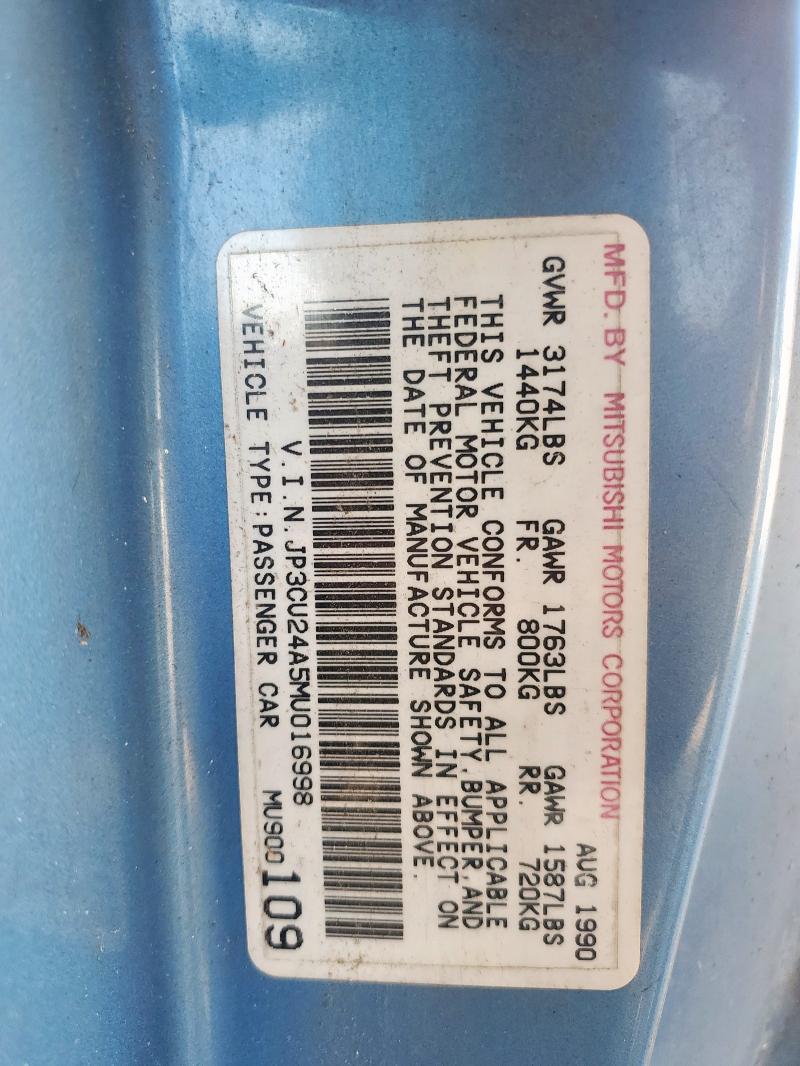 MFD. BY MITSUBISHI MOTORS CORPORATION
AUG 1990
GVWR 3174LBS GAWR 1763LBS GAWR 1587LBS
1440KG FR. 800KG RR. 720KG
THIS VEHICLE CONFORMS TO ALL APPLICABLE
FEDERAL MOTOR VEHICLE SAFETY,BUMPER,AND
THEFT PREVENTION STANDARDS IN EFFECT ON
THE DATE OF MANUFACTURE SHOWN ABOVE.
V.I.N.JP3CU24A5MU016998
VEHICLE TYPE:PASSENGER CAR MU900109